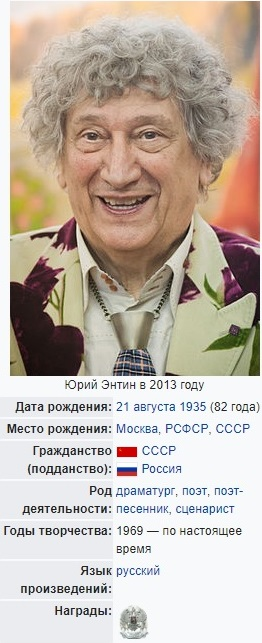 Юрий Энтин в 2013 году
Дата рождения: 21 августа 1935 (82 года)
Место рождения: Москва, РСФСР, СССР
Гражданство СССР
(подданство): Россия
Род драматург, поэт, поэт-
деятельности: песенник, сценарист
Годы творчества: 1969 — по настоящее
время
Язык русский
произведений:
Награды: